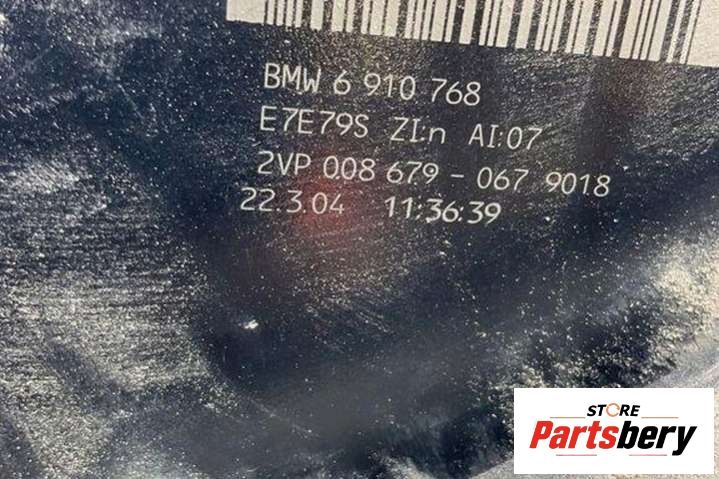 BMW 6 910 768
E7E79S ZI:n AI:07
2VP 008 679 - 067 9018
22.3.04 11:36:39
STORE
Partsbery